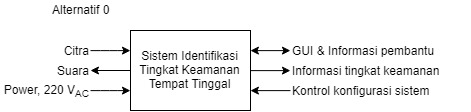 Alternatif 0
Citra
Suara
Power, 220 VAC
Sistem Identifikasi
Tingkat Keamanan
Tempat Tinggal
GUI & Informasi pembantu
Informasi tingkat keamanan
Kontrol konfigurasi sistem